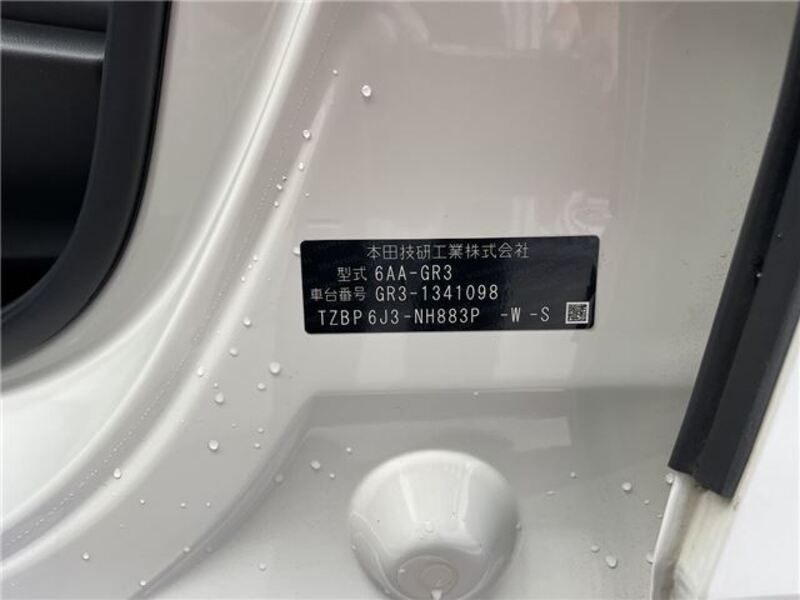 本田技研工業株式会社
型式 6AA-GR3
車台番号 GR3-1341098
TZBP 6J3-NH883P -W -S